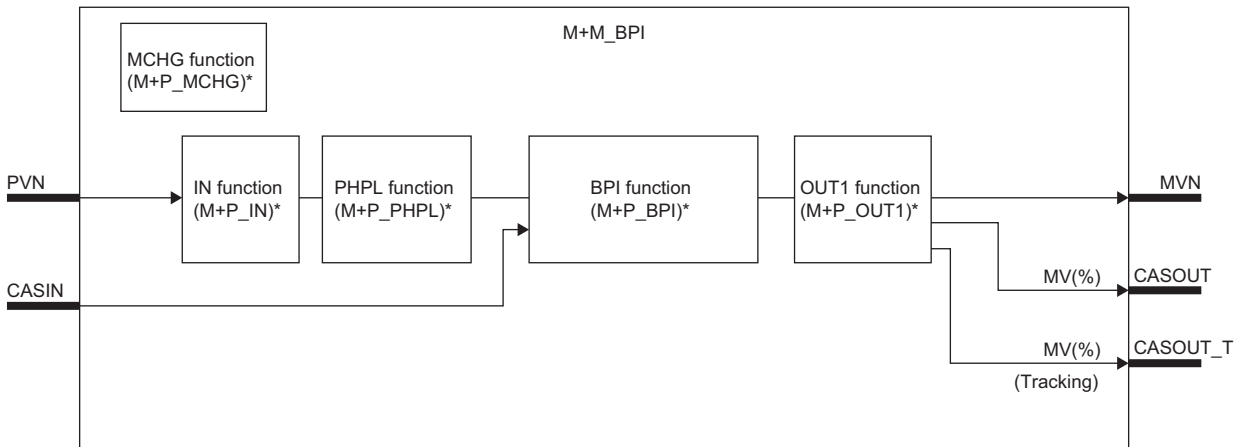 M+M_BPI
MCHG function
(M+P_MCHG)*
PVN
IN function
(M+P_IN)*
PHPL function
(M+P_PHPL)*
BPI function
(M+P_BPI)*
OUT1 function
(M+P_OUT1)*
MVN
CASIN
MV(%)
CASOUT
MV(%)
(Tracking)
CASOUT_T